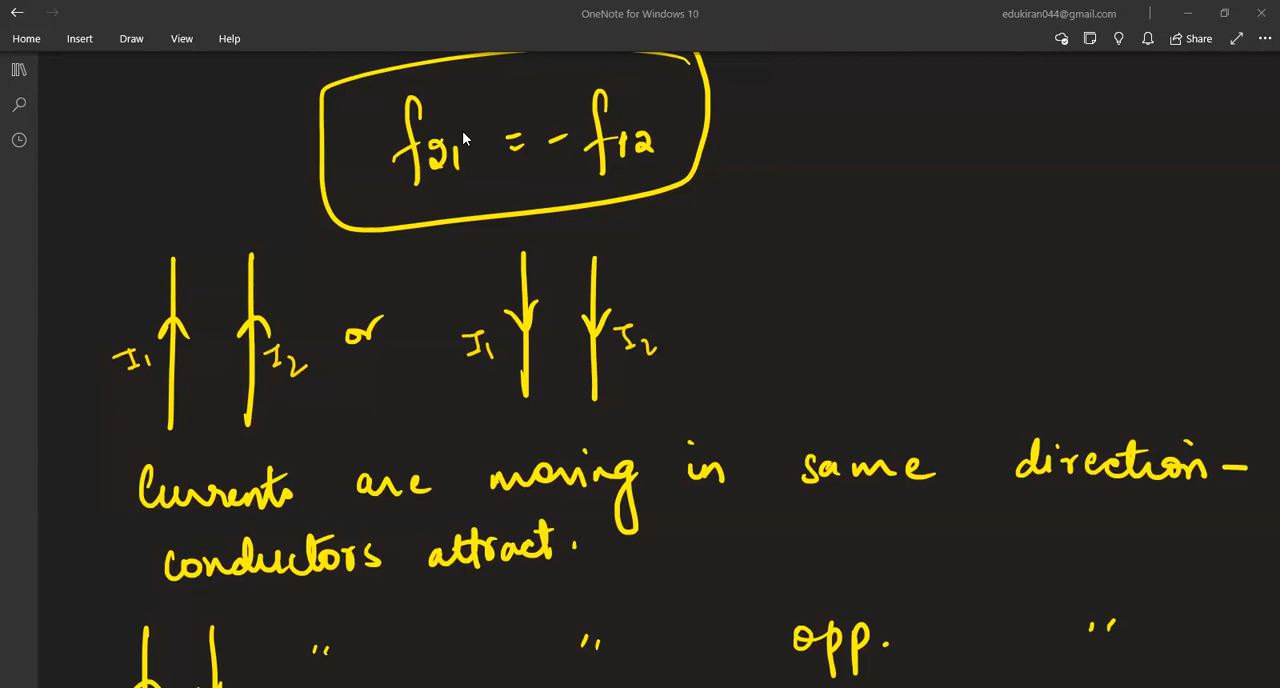 OneNote for Windows 10
edukiran044@gmail.com
Home Insert Draw View Help
Share
f21 = - f12
I1 I2 or I1 I2
Currents are moving in same direction -
conductors attract.
" " opp. "